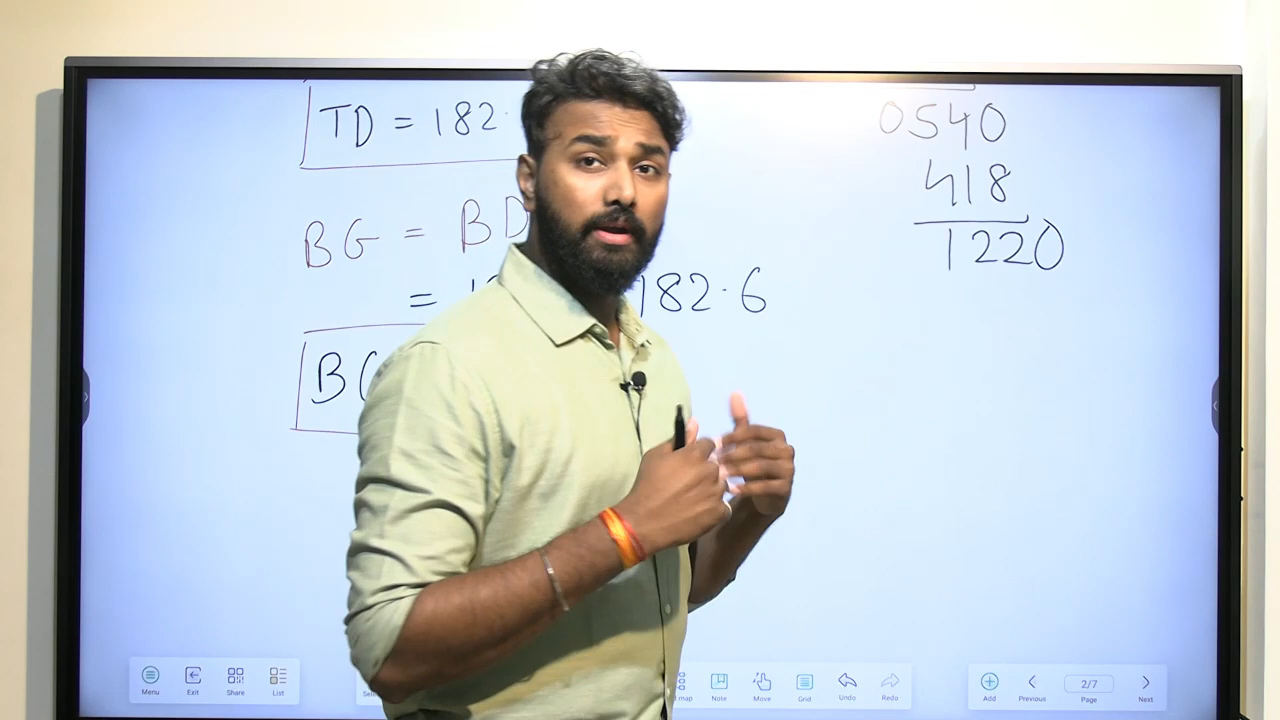 TD = 182.
BG = BD
= 182.6
0540
418
1220
Menu
Exit
Share
List
Note
Move
Grid
Undo
Redo
Add
Previous
2/7
Page
Next